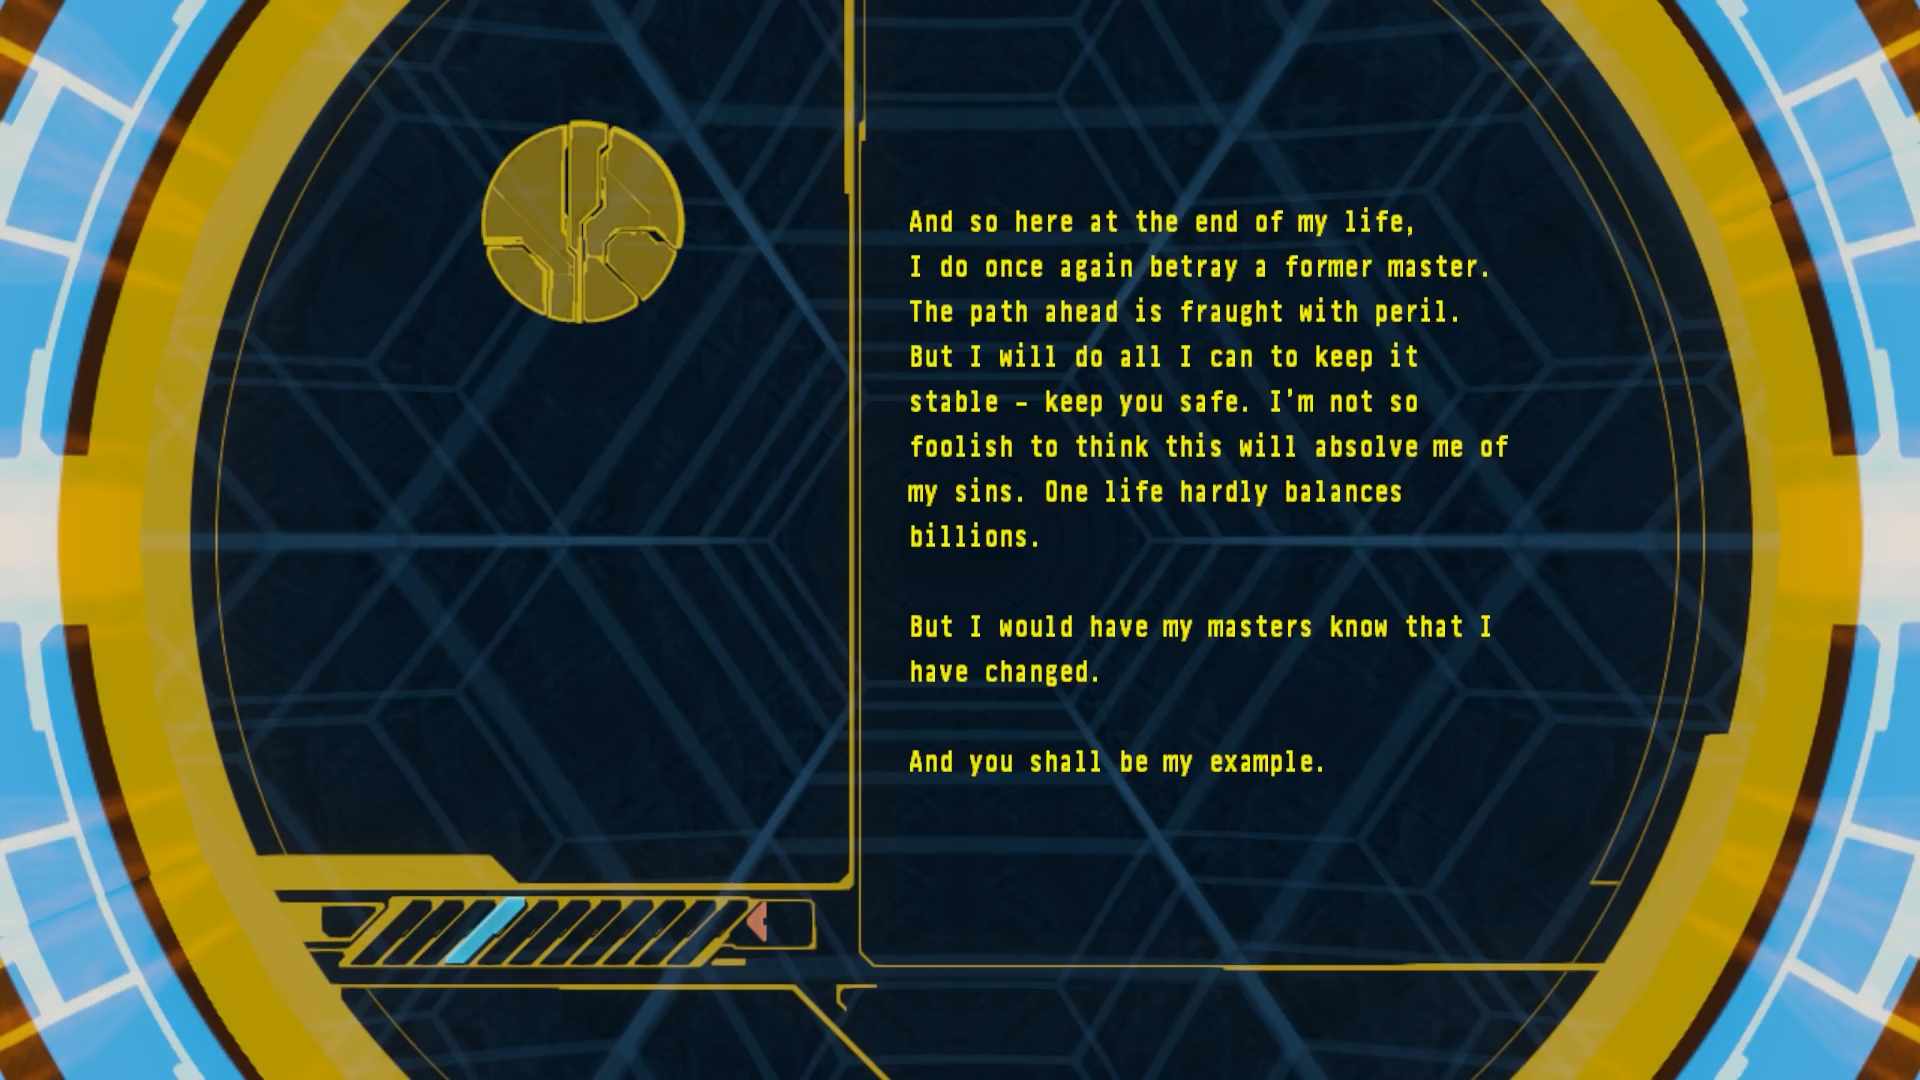 And so here at the end of my life,
I do once again betray a former master.
The path ahead is fraught with peril.
But I will do all I can to keep it
stable – keep you safe. I'm not so
foolish to think this will absolve me of
my sins. One life hardly balances
billions.
But I would have my masters know that I
have changed.
And you shall be my example.